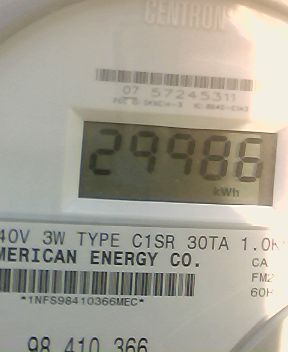 CENTRON
07 57245311
29986
kWh
40V 3W TYPE C1SR 30TA 1.0K
MERICAN ENERGY CO.
CA
FM2
60H
*1NFS98410366MEC*
98 410 366